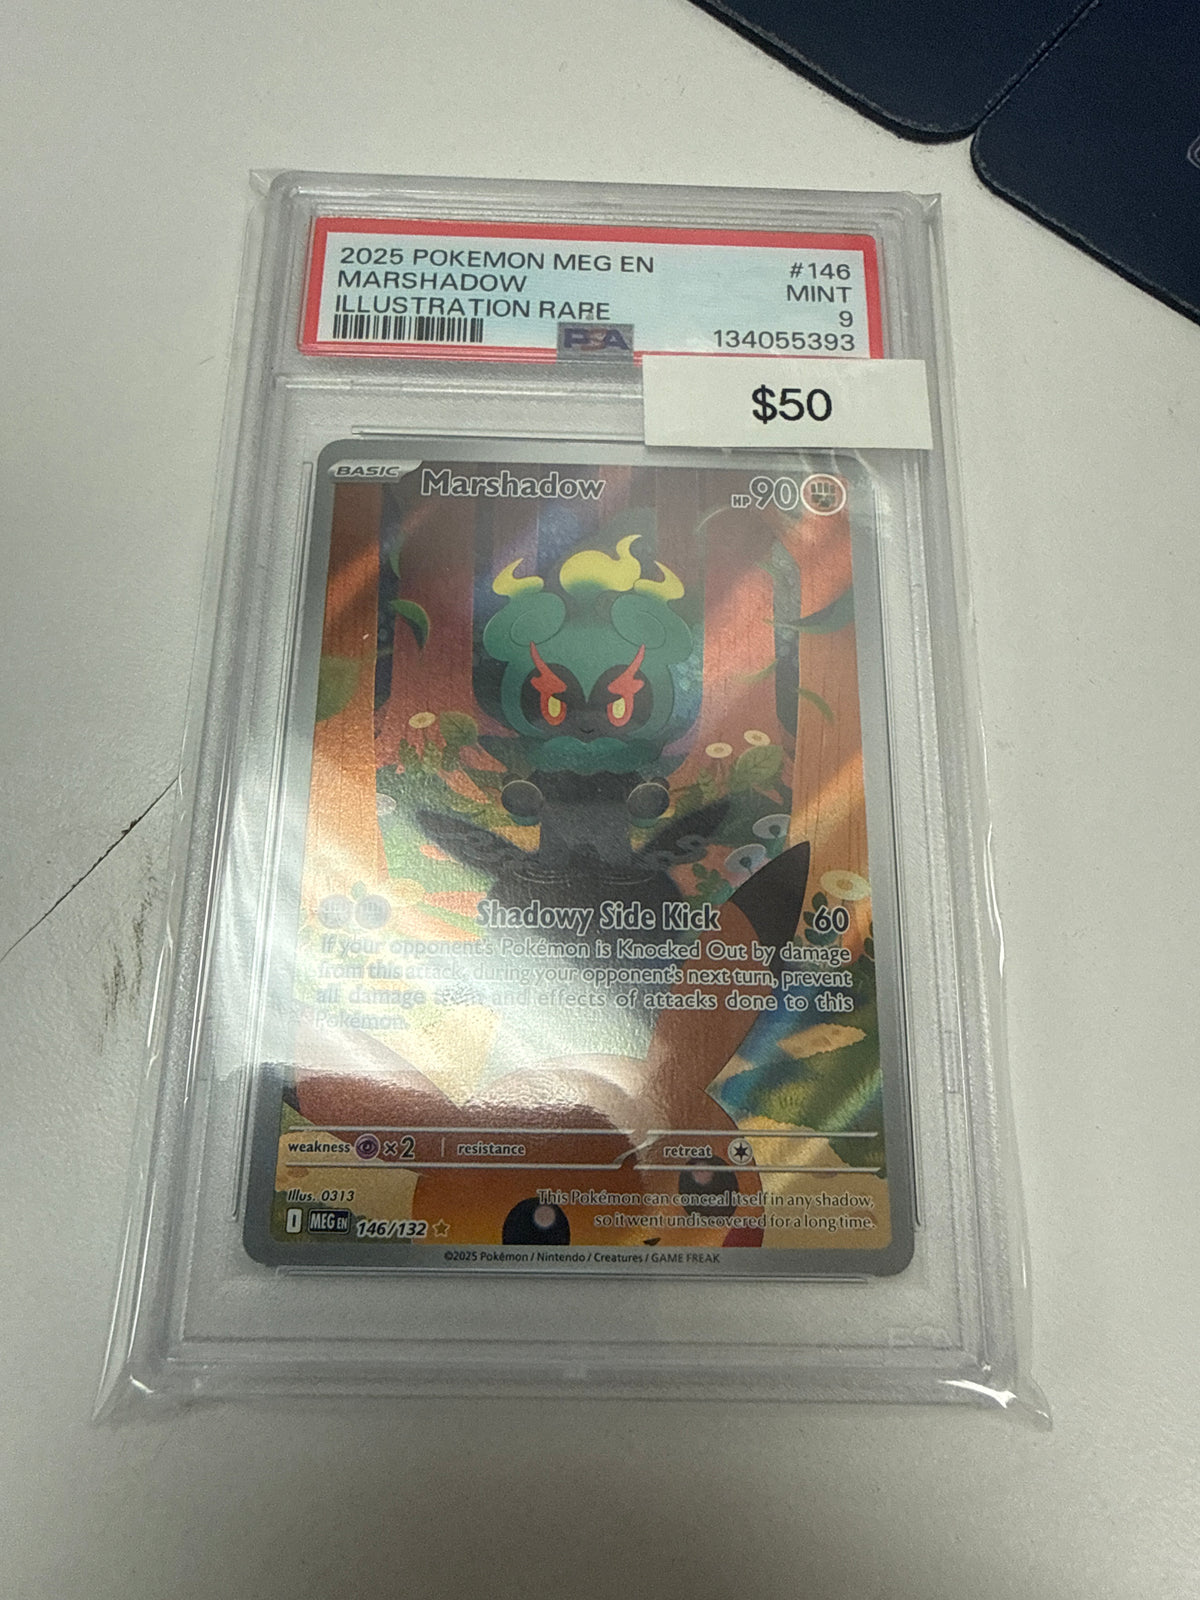 2025 POKEMON MEG EN #146
MARSHADOW MINT
ILLUSTRATION RARE 9
PSA 134055393
$50
BASIC Marshadow HP 90
Shadowy Side Kick 60
If your opponent's Pokémon is Knocked Out by damage
from this attack, during your opponent's next turn, prevent
all damage from and effects of attacks done to this
Pokémon.
weakness ×2 resistance retreat
Illus. 0313
This Pokémon can conceal itself in any shadow,
so it went undiscovered for a long time.
I MEG EN 146/132
©2025 Pokémon / Nintendo / Creatures / GAME FREAK
PSA